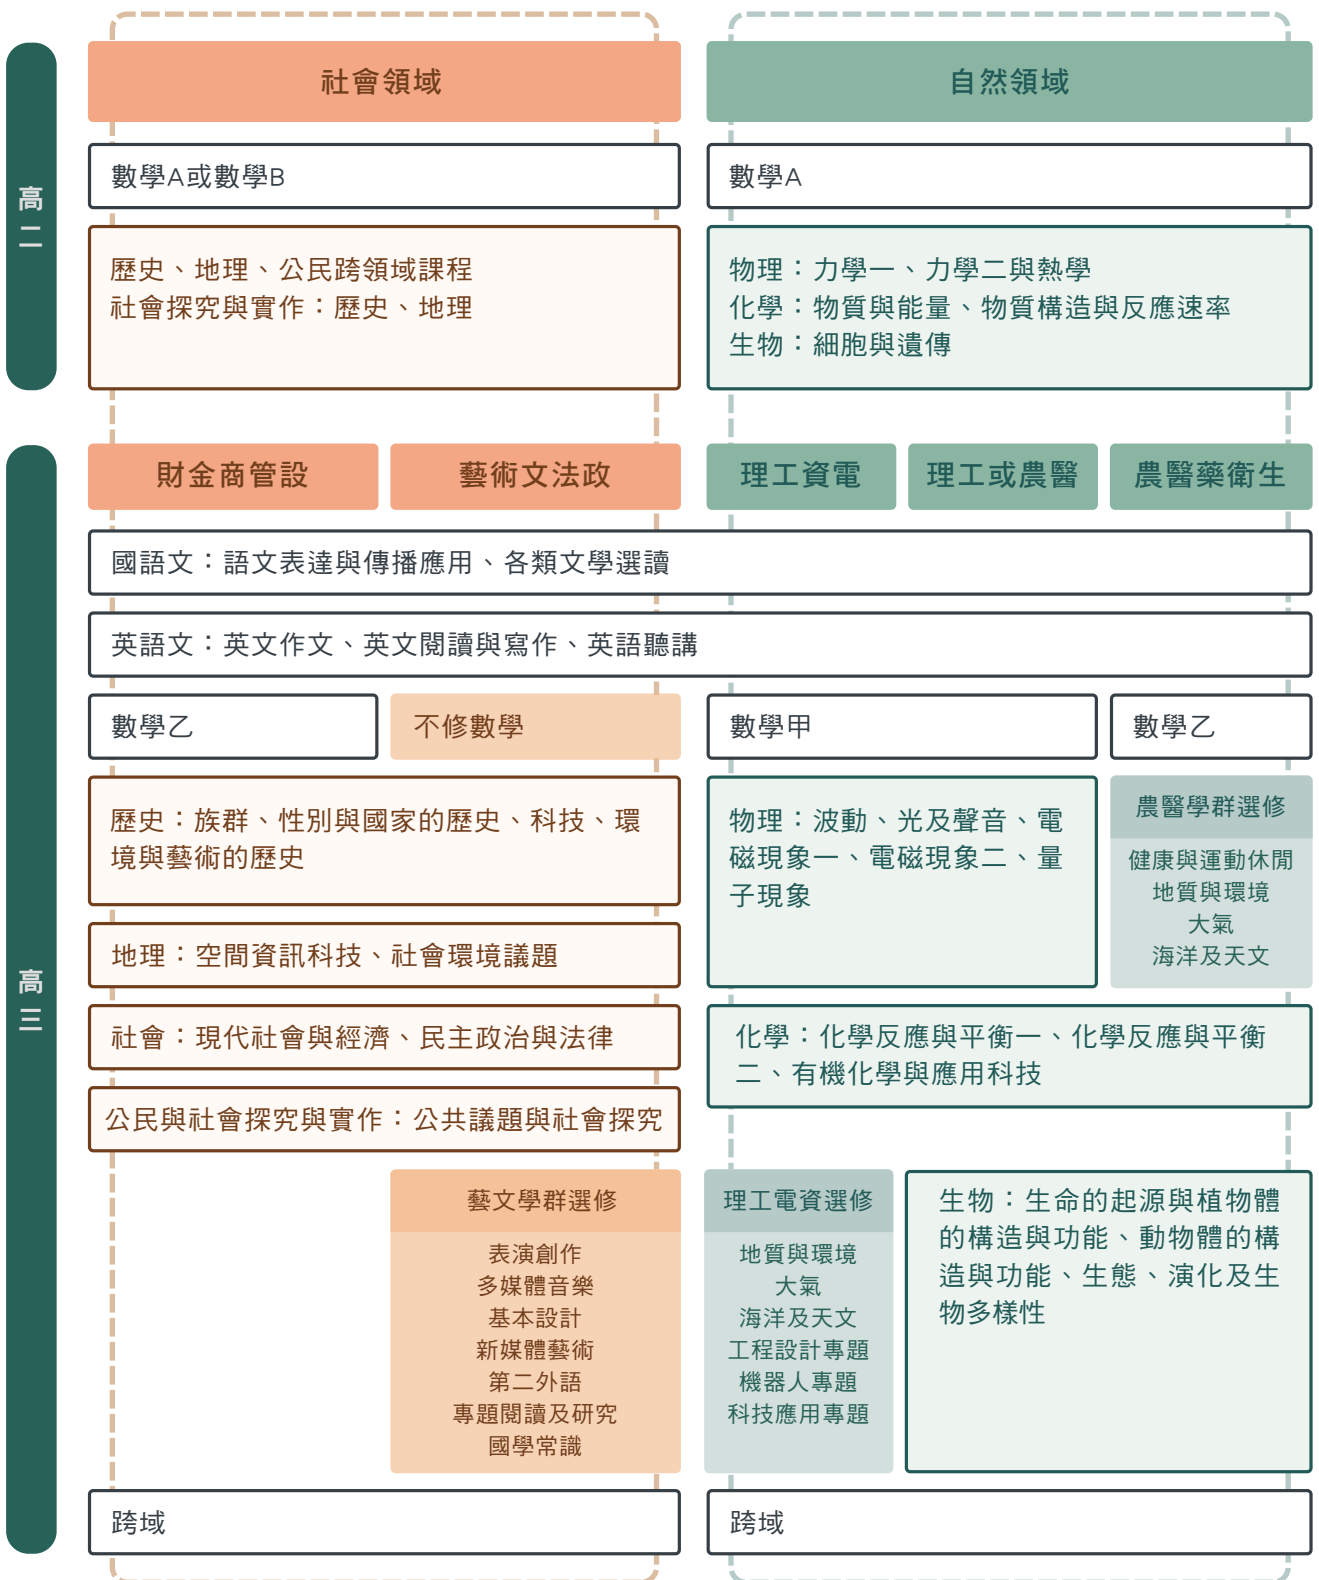 高二
社會領域
自然領域
數學A或數學B
數學A
歷史、地理、公民跨領域課程
社會探究與實作：歷史、地理
物理：力學一、力學二與熱學
化學：物質與能量、物質構造與反應速率
生物：細胞與遺傳
高三
財金商管設
藝術文法政
理工資電
理工或農醫
農醫藥衛生
國語文：語文表達與傳播應用、各類文學選讀
英語文：英文作文、英文閱讀與寫作、英語聽講
數學乙
不修數學
數學甲
數學乙
歷史：族群、性別與國家的歷史、科技、環
境與藝術的歷史
地理：空間資訊科技、社會環境議題
社會：現代社會與經濟、民主政治與法律
公民與社會探究與實作：公共議題與社會探究
物理：波動、光及聲音、電
磁現象一、電磁現象二、量
子現象
農醫學群選修
健康與運動休閒
地質與環境
大氣
海洋及天文
化學：化學反應與平衡一、化學反應與平衡
二、有機化學與應用科技
藝文學群選修
表演創作
多媒體音樂
基本設計
新媒體藝術
第二外語
專題閱讀及研究
國學常識
理工電資選修
地質與環境
大氣
海洋及天文
工程設計專題
機器人專題
科技應用專題
生物：生命的起源與植物體
的構造與功能、動物體的構
造與功能、生態、演化及生
物多樣性
跨域
跨域